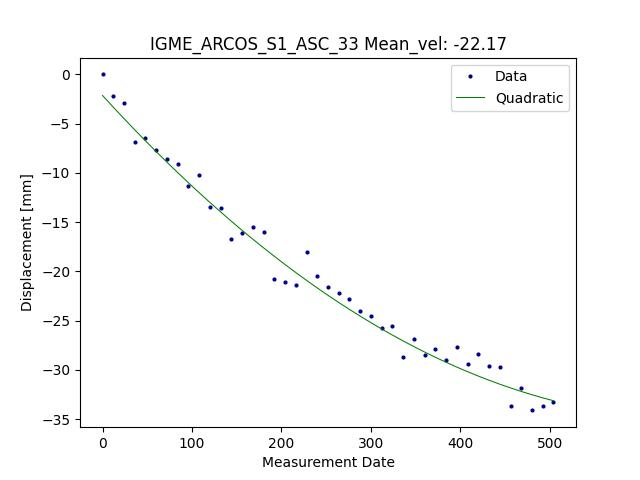 IGME_ARCOS_S1_ASC_33 Mean_vel: -22.17
Data
Quadratic
0
−5
−10
−15
−20
−25
−30
−35
Displacement [mm]
0 100 200 300 400 500
Measurement Date